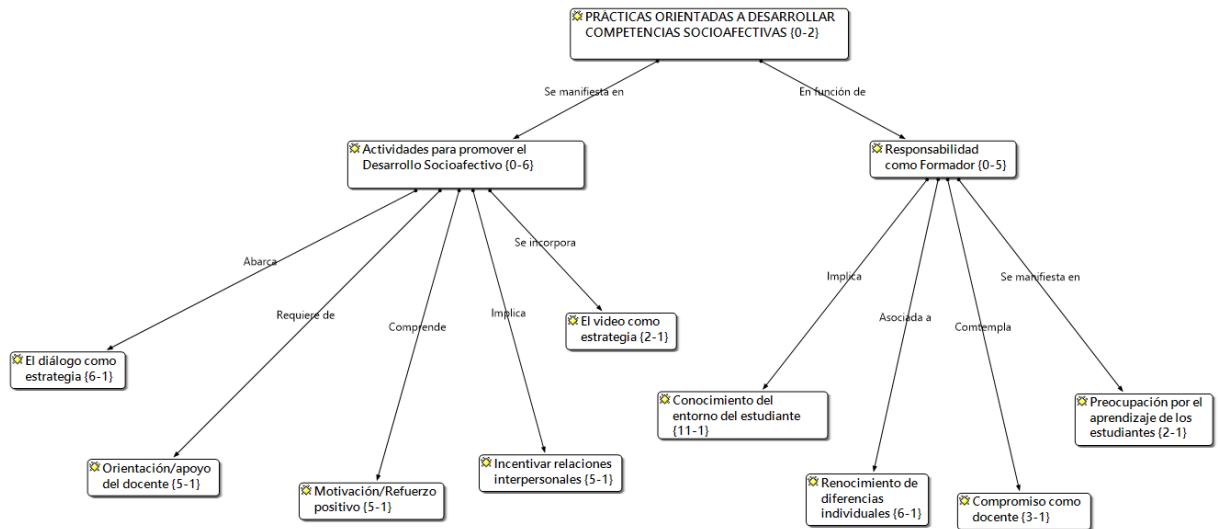 PRÁCTICAS ORIENTADAS A DESARROLLAR
COMPETENCIAS SOCIOAFECTIVAS {0-2}
Se manifiesta en
En función de
Actividades para promover el
Desarrollo Socioafectivo {0-6}
Responsabilidad
como Formador {0-5}
Abarca
Requiere de
Comprende
Implica
Se incorpora
Implica
Asociada a
Comtempla
Se manifiesta en
El diálogo como
estrategia {6-1}
Orientación/apoyo
del docente {5-1}
Motivación/Refuerzo
positivo {5-1}
Incentivar relaciones
interpersonales {5-1}
El video como
estrategia {2-1}
Conocimiento del
entorno del estudiante
{11-1}
Renocimiento de
diferencias
individuales {6-1}
Compromiso como
docente {3-1}
Preocupación por el
aprendizaje de los
estudiantes {2-1}